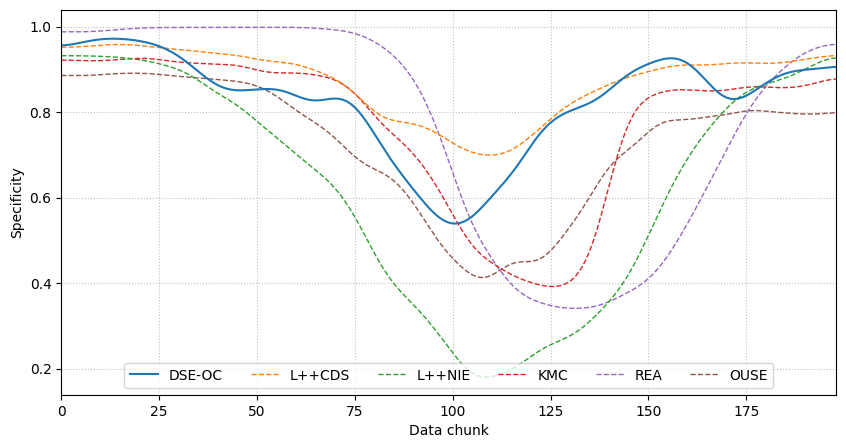 1.0
0.8
0.6
0.4
0.2
Specificity
DSE-OC L++CDS L++NIE KMC REA OUSE
0 25 50 75 100 125 150 175
Data chunk